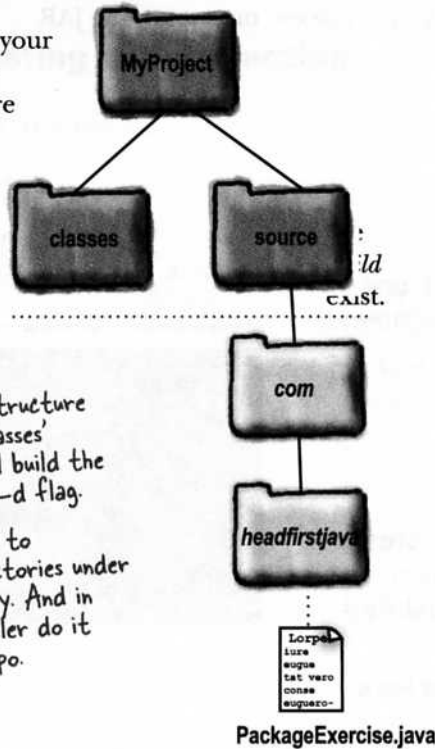 your
re
MyProject
classes
source
e
ild
exist.
com
tructure
asses'
l build the
-d flag.
headfirstjava
to
ctories under
y. And in
ler do it
po.
Lorpe
iure
eugue
tat vero
conse
euguero-
PackageExercise.java